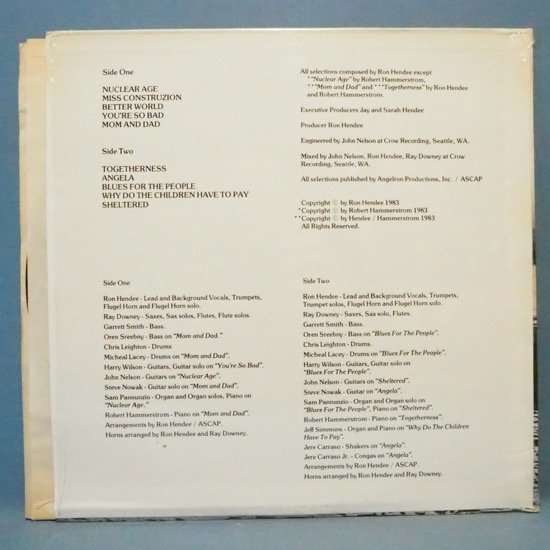 Side One
NUCLEAR AGE
MISS CONSTRUZION
BETTER WORLD
YOU'RE SO BAD
MOM AND DAD
Side Two
TOGETHERNESS
ANGELA
BLUES FOR THE PEOPLE
WHY DO THE CHILDREN HAVE TO PAY
SHELTERED
All selections composed by Ron Hendee except
*"Nuclear Age" by Robert Hammerstrom,
**"Mom and Dad" and **"Togetherness" by Ron Hendee
and Robert Hammerstrom.
Executive Producers Jay and Sarah Hendee
Producer Ron Hendee
Engineered by John Nelson at Crow Recording, Seattle, WA.
Mixed by John Nelson, Ron Hendee, Ray Downey at Crow
Recording, Seattle, WA.
All selections published by Angelron Productions, Inc. / ASCAP
Copyright © by Ron Hendee 1983
*Copyright © by Robert Hammerstrom 1983
**Copyright © by Hendee / Hammerstrom 1983
All Rights Reserved.
Side One
Ron Hendee - Lead and Background Vocals, Trumpets,
Flugel Horn and Flugel Horn solo.
Ray Downey - Saxes, Sax solos, Flutes, Flute solos.
Garrett Smith - Bass.
Oren Sreebny - Bass on "Mom and Dad."
Chris Leighton - Drums
Micheal Lacey - Drums on "Mom and Dad".
Harry Wilson - Guitars, Guitar solo on "You're So Bad".
John Nelson - Guitars on "Nuclear Age".
Steve Nowak - Guitar solo on "Mom and Dad".
Sam Pannunzio - Organ and Organ solos, Piano on
"Nuclear Age."
Robert Hammerstrom - Piano on "Mom and Dad".
Arrangements by Ron Hendee / ASCAP.
Horns arranged by Ron Hendee and Ray Downey.
Side Two
Ron Hendee - Lead and Background Vocals, Trumpets,
Trumpet solos, Flugel Horn and Flugel Horn solos.
Ray Downey - Saxes, Sax solo, Flutes.
Garrett Smith - Bass.
Oren Sreebny - Bass on "Blues For The People".
Chris Leighton - Drums.
Micheal Lacey - Drums on "Blues For The People".
Harry Wilson - Guitars, Guitar solo on
"Blues For The People".
John Nelson - Guitars on "Sheltered".
Steve Nowak - Guitar on "Angela".
Sam Pannunzio - Organ and Organ solo on
"Blues For The People", Piano on "Sheltered".
Robert Hammerstrom - Piano on "Togetherness".
Jeff Simmons - Organ and Piano on "Why Do The Children
Have To Pay".
Jere Carraso - Shakers on "Angela".
Jere Carraso Jr. - Congas on "Angela".
Arrangements by Ron Hendee / ASCAP.
Horns arranged by Ron Hendee and Ray Downey.